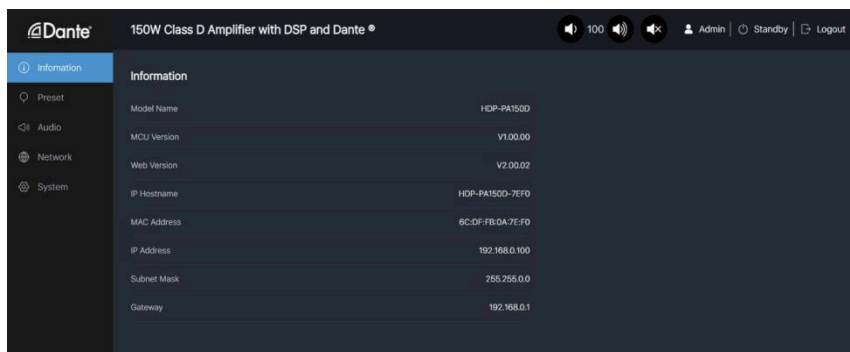 Dante®
150W Class D Amplifier with DSP and Dante ®
100
Admin | Standby | Logout
Infomation
Preset
Audio
Network
System
Information
Model Name HDP-PA150D
MCU Version V1.00.00
Web Version V2.00.02
IP Hostname HDP-PA150D-7EF0
MAC Address 6C:DF:FB:0A:7E:F0
IP Address 192.168.0.100
Subnet Mask 255.255.0.0
Gateway 192.168.0.1